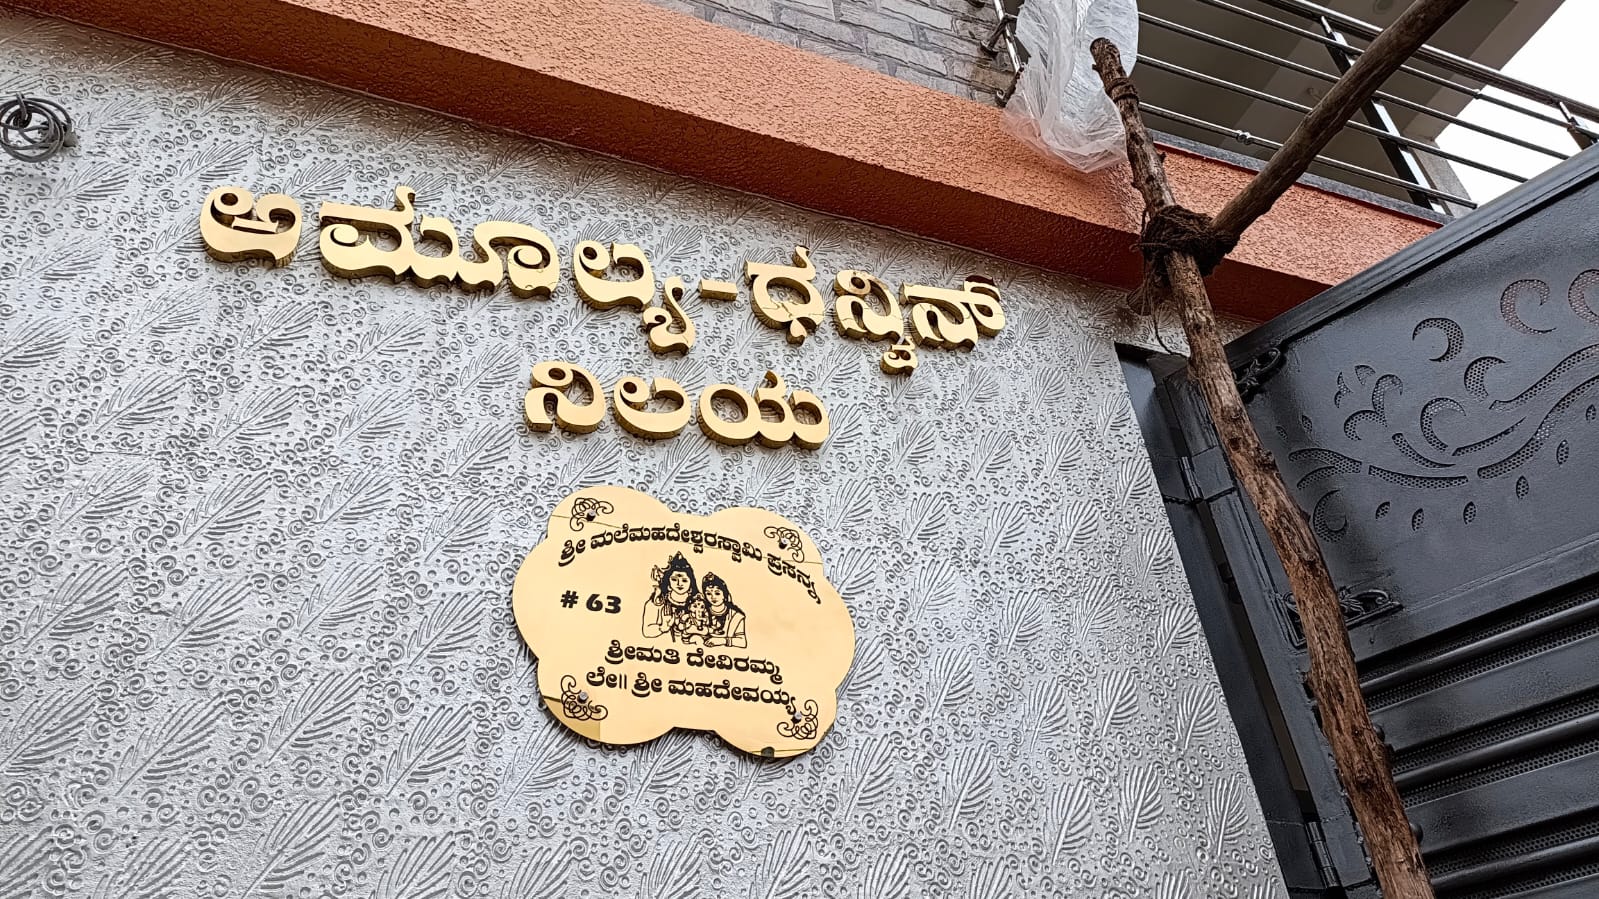 ಅಮೂಲ್ಯ-ಧನ್ವಿನ್
ನಿಲಯ
ಶ್ರೀ ಮಲೆಮಹದೇಶ್ವರಸ್ವಾಮಿ ಪ್ರಸನ್ನ
# 63
ಶ್ರೀಮತಿ ದೇವಿರಮ್ಮ
ಲೇ॥ ಶ್ರೀ ಮಹದೇವಯ್ಯ